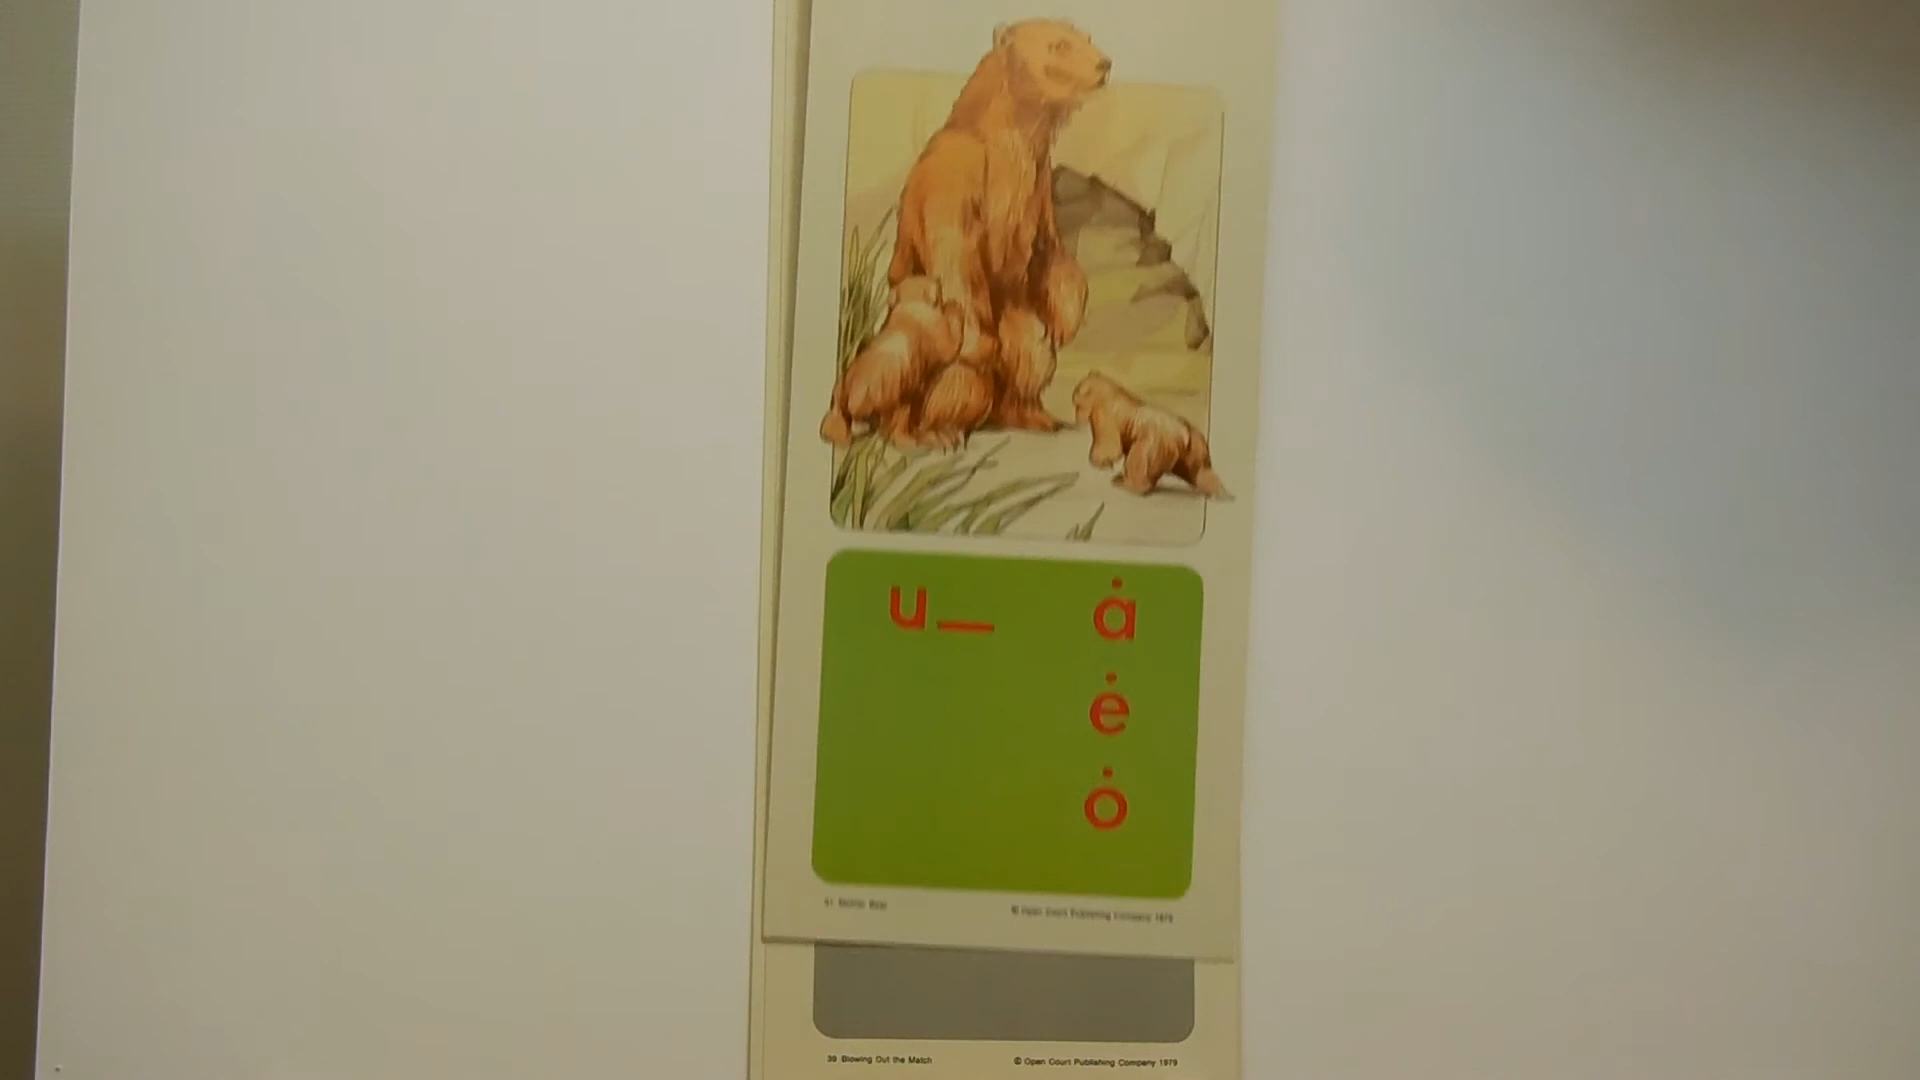 u_ ȧ
ė
ȯ
© Open Court Publishing Company 1979
39 Blowing Out the Match © Open Court Publishing Company 1979